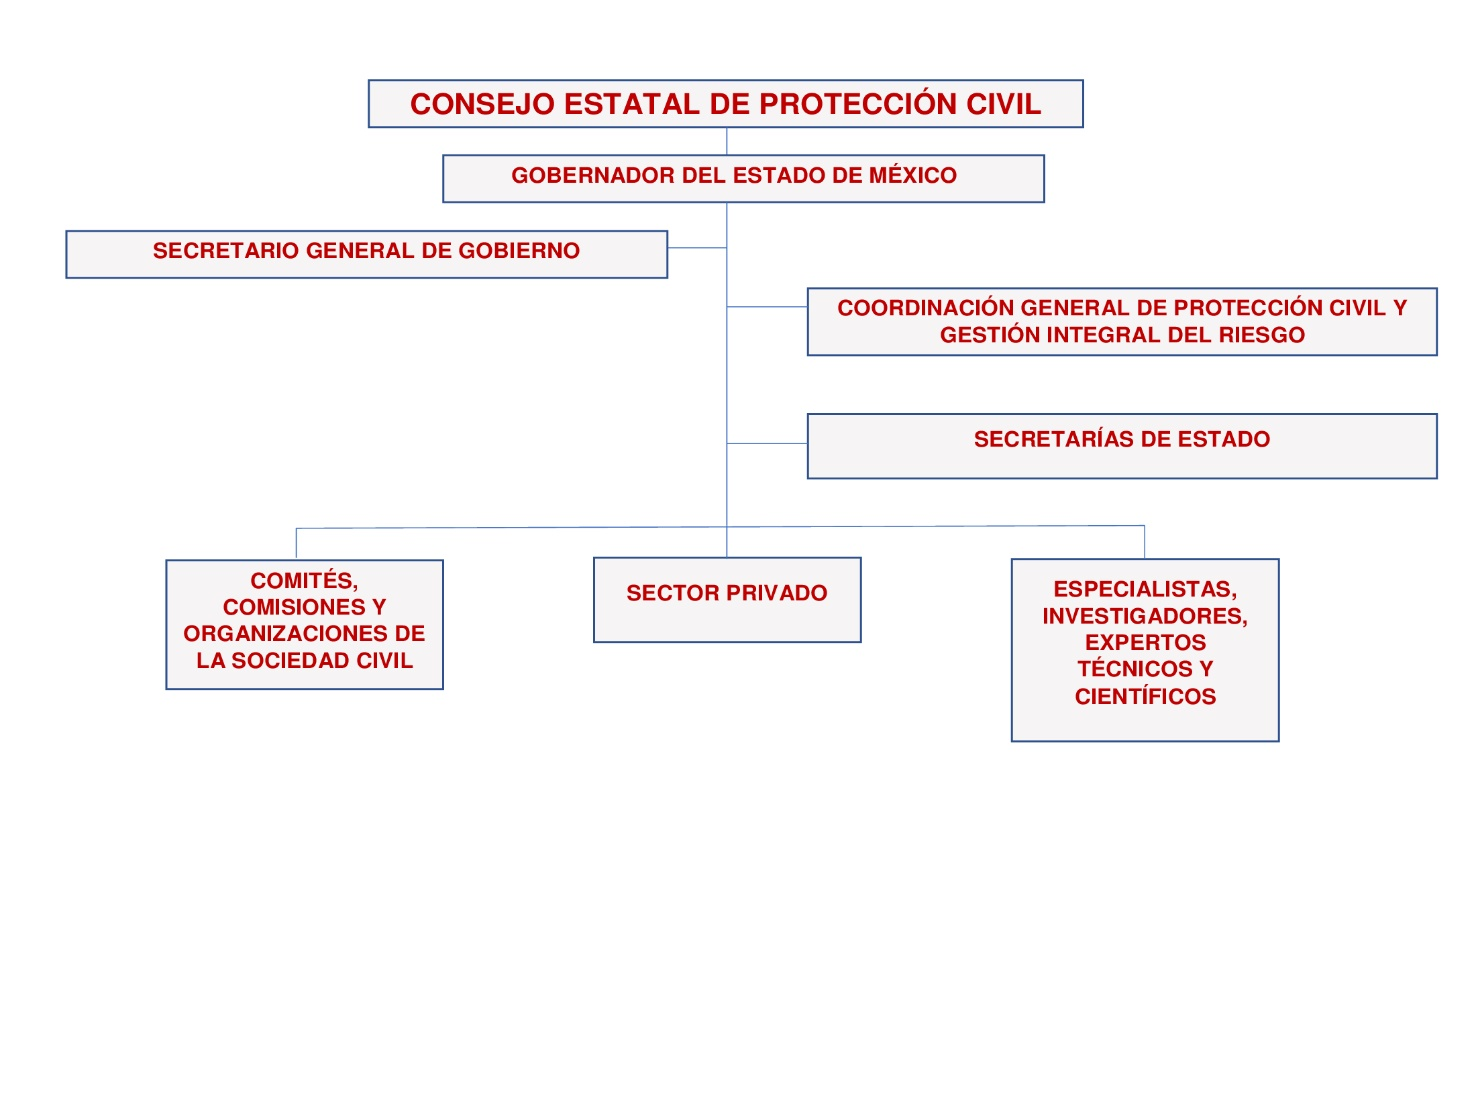 CONSEJO ESTATAL DE PROTECCIÓN CIVIL
GOBERNADOR DEL ESTADO DE MÉXICO
SECRETARIO GENERAL DE GOBIERNO
COORDINACIÓN GENERAL DE PROTECCIÓN CIVIL Y
GESTIÓN INTEGRAL DEL RIESGO
SECRETARÍAS DE ESTADO
COMITÉS,
COMISIONES Y
ORGANIZACIONES DE
LA SOCIEDAD CIVIL
SECTOR PRIVADO
ESPECIALISTAS,
INVESTIGADORES,
EXPERTOS
TÉCNICOS Y
CIENTÍFICOS